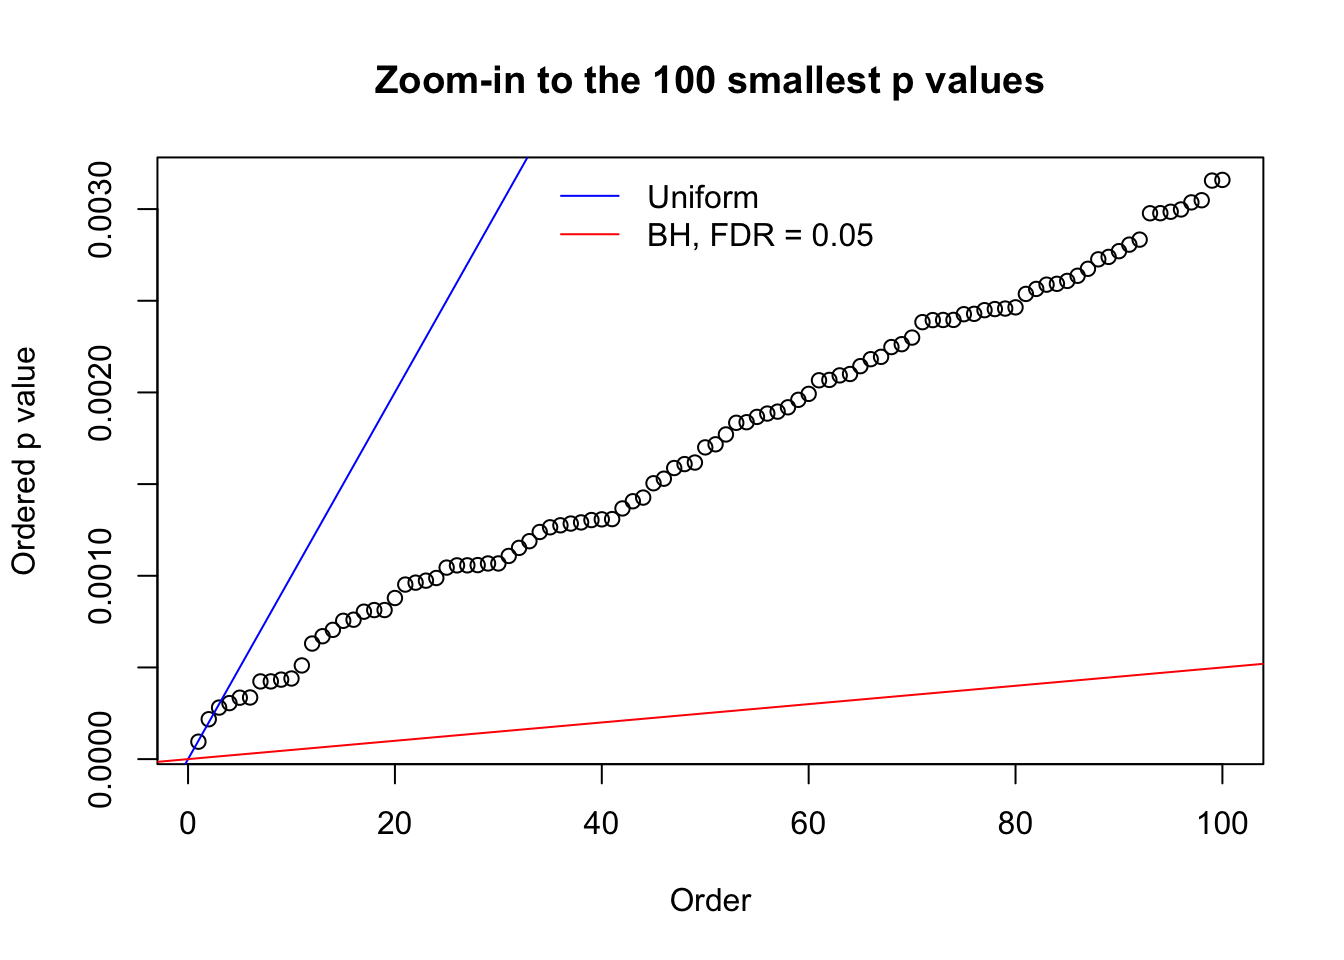 Zoom-in to the 100 smallest p values
Uniform
BH, FDR = 0.05
0.0030
0.0020
0.0010
0.0000
Ordered p value
0 20 40 60 80 100
Order